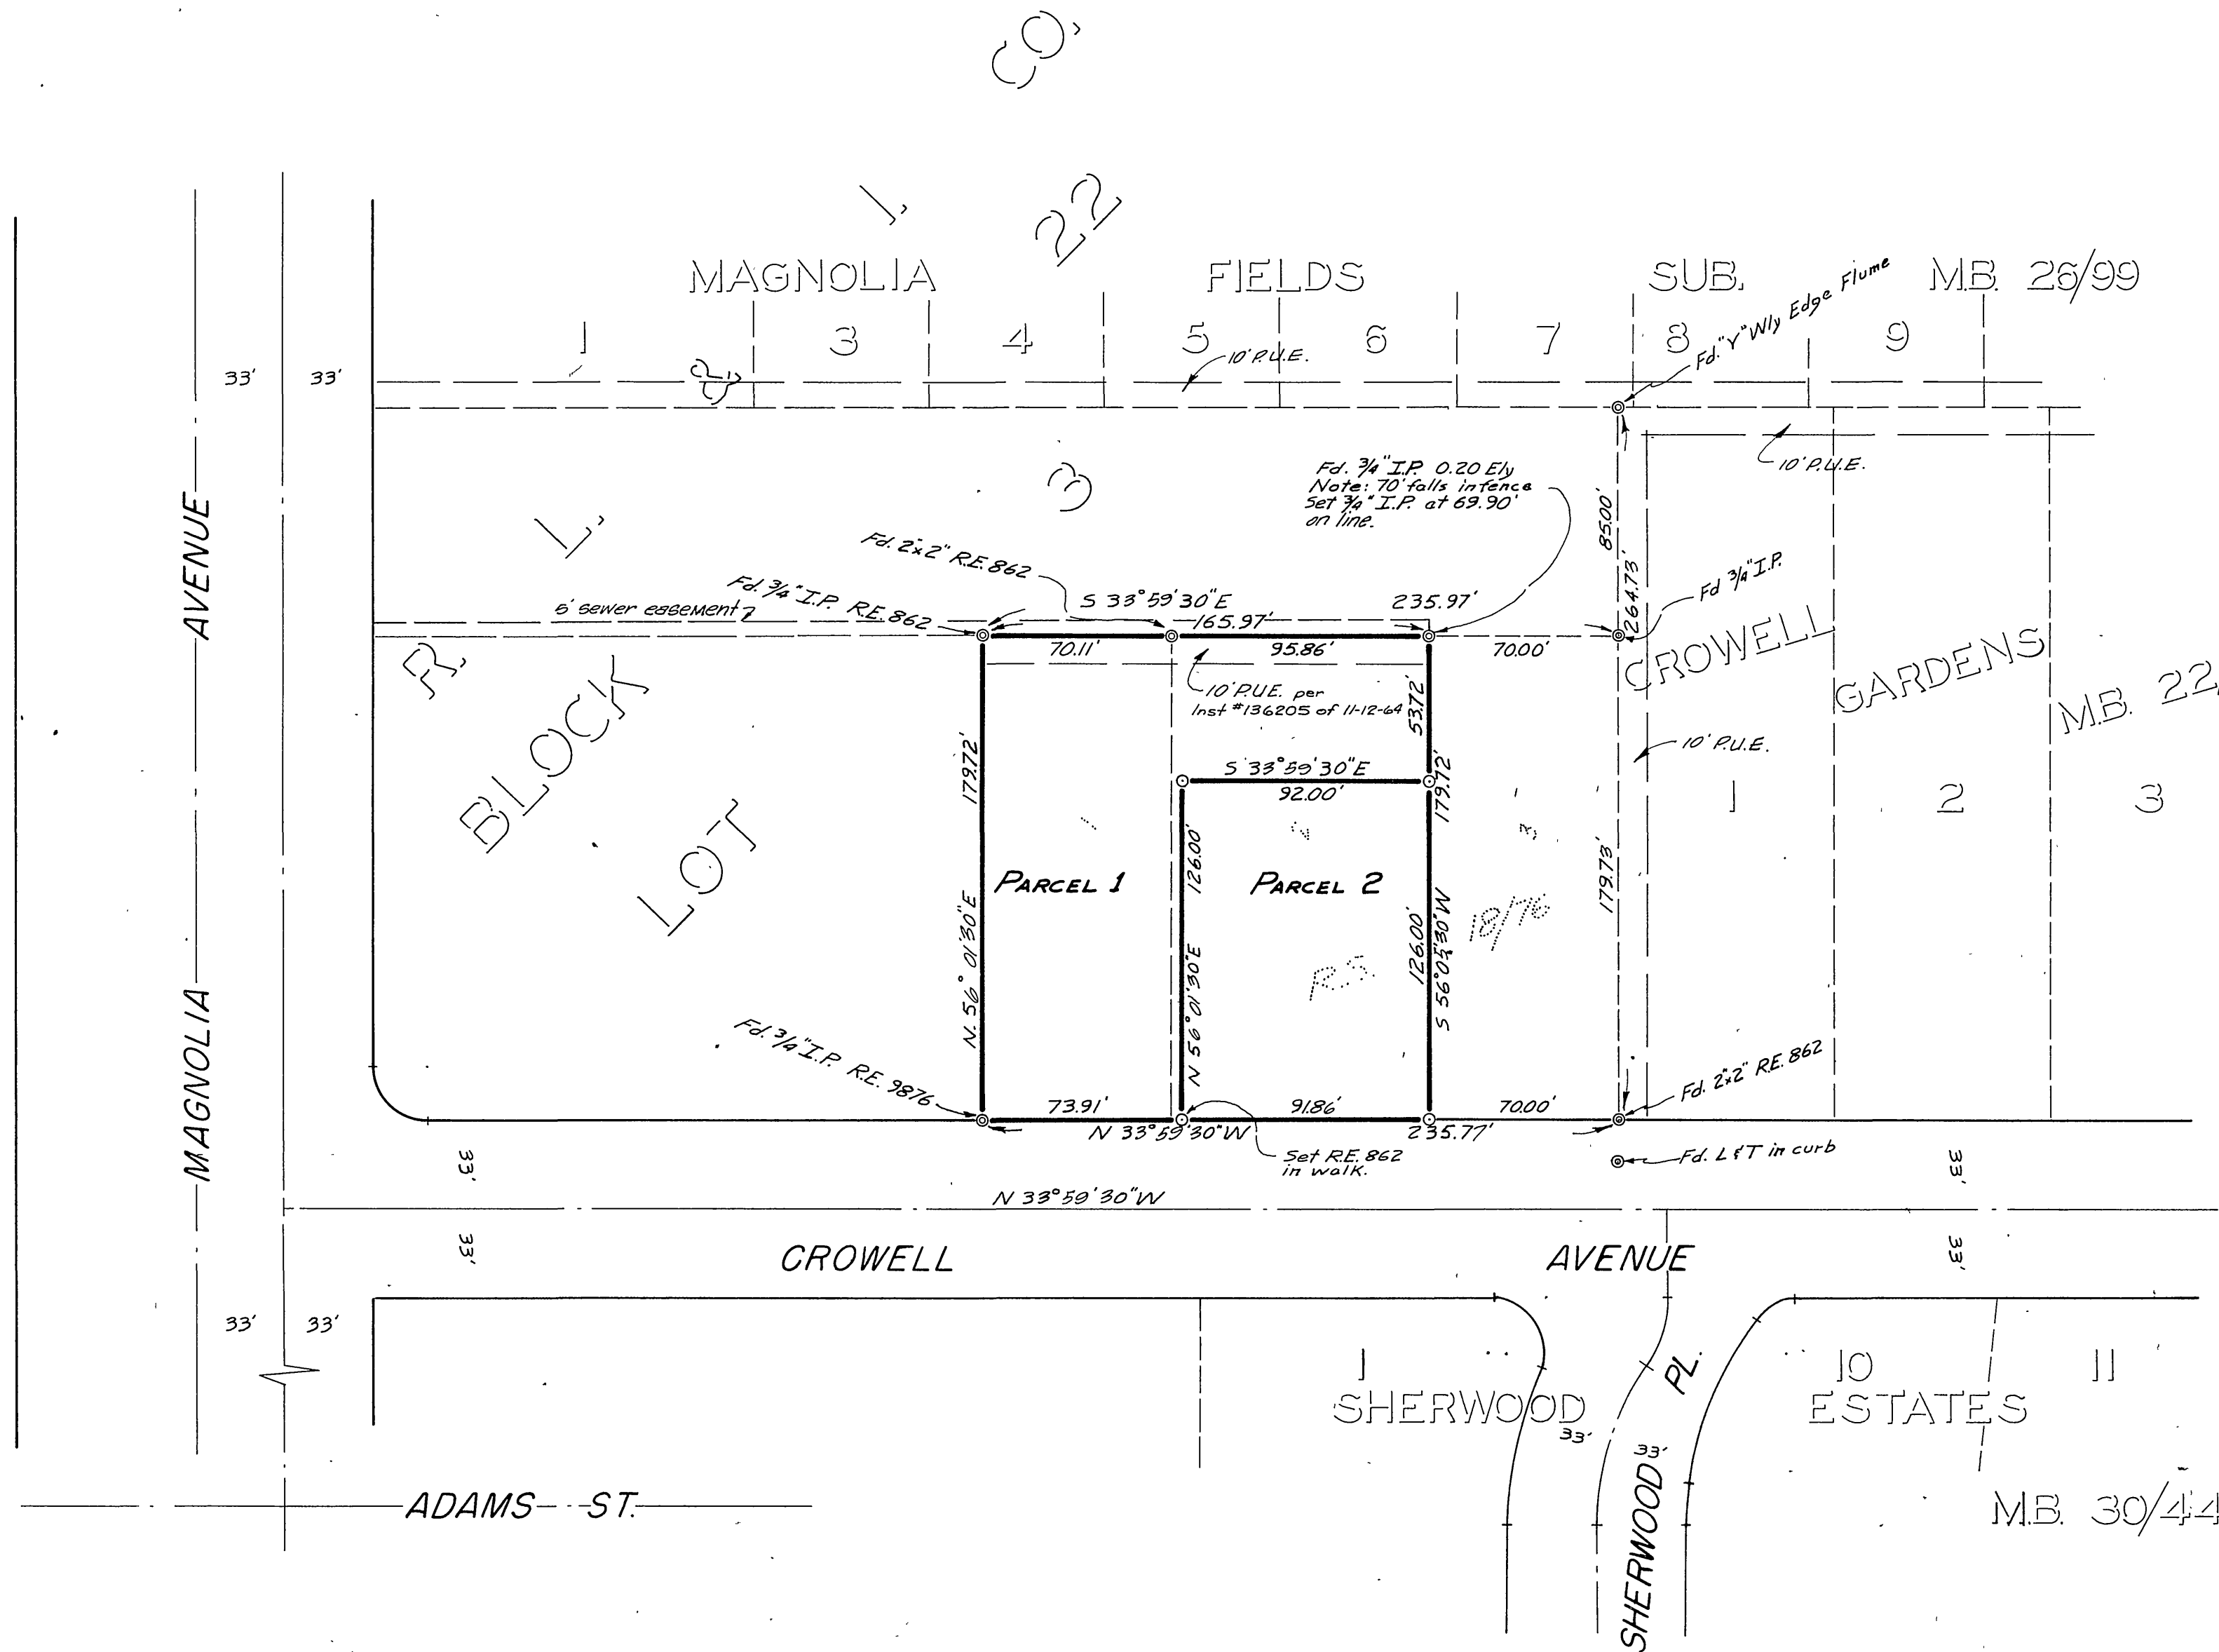 CO.
I.
22
MAGNOLIA FIELDS SUB. M.B. 26/99
1 3 4 5 6 7 8 9
10' P.U.E.
Fd. "Y" Wly Edge Flume
33' 33'
&
10' P.U.E.
Fd. 3/4" I.P. 0.20 Ely
Note: 70' falls in fence
Set 3/4" I.P. at 69.90'
on line.
3
L.
85.00'
264.73'
Fd. 2"x2" R.E. 862
Fd. 3/4" I.P. R.E. 862
5' sewer easement
Fd 3/4" I.P.
S 33°59'30"E 235.97'
165.97'
70.11' 95.86' 70.00'
R.
BLOCK
LOT
CROWELL GARDENS M.B. 22
10' P.U.E. per
Inst #136205 of 11-12-64
53.72'
179.72'
179.72'
10' P.U.E.
S 33°59'30"E
92.00'
1 2 3
1 2 3
126.00'
179.73'
PARCEL 1 PARCEL 2
R.S. 18/76
126.00'
N. 56° 01'30"E
N 56° 01'30"E
Fd. 3/4" I.P. R.E. 9876
Fd. 2"x2" R.E. 862
73.91' 91.86' 70.00'
N 33°59'30"W 235.77'
Set R.E. 862
in walk.
Fd. L&T in curb
33' 33'
N 33°59'30"W
33' 33'
CROWELL AVENUE
MAGNOLIA AVENUE
33' 33'
1 10 11
SHERWOOD ESTATES
33' 33'
SHERWOOD PL.
ADAMS ST.
M.B. 30/44